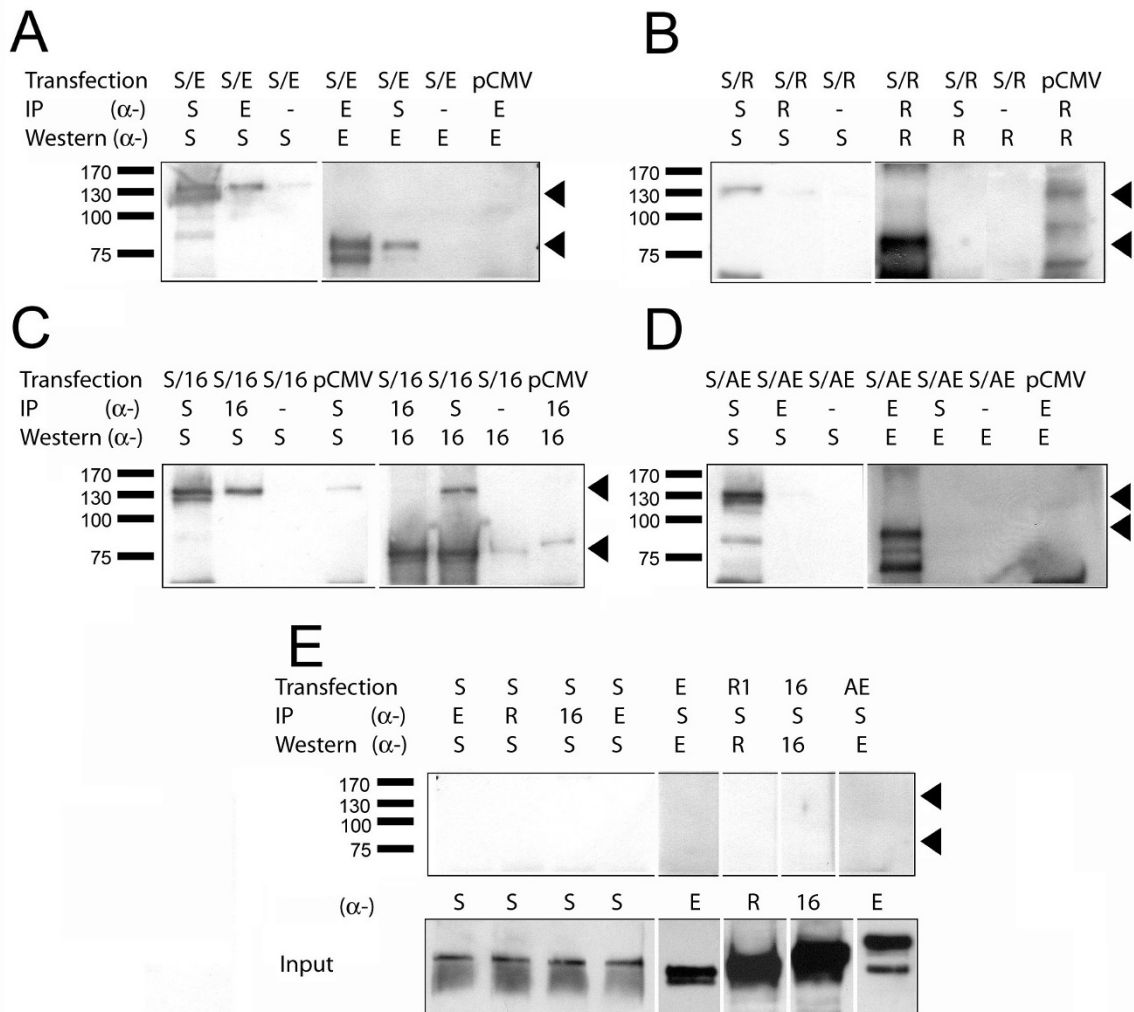 A
Transfection S/E S/E S/E S/E S/E S/E pCMV
IP (α-) S E - E S - E
Western (α-) S S S E E E E
170
130
100
75
B
S/R S/R S/R S/R S/R S/R pCMV
S R - R S - R
S S S R R R R
170
130
100
75
C
Transfection S/16 S/16 S/16 pCMV S/16 S/16 S/16 pCMV
IP (α-) S 16 - S 16 S - 16
Western (α-) S S S S 16 16 16 16
170
130
100
75
D
S/AE S/AE S/AE S/AE S/AE S/AE pCMV
S E - E S - E
S S S E E E E
170
130
100
75
E
Transfection S S S S E R1 16 AE
IP (α-) E R 16 E S S S S
Western (α-) S S S S E R 16 E
170
130
100
75
(α-) S S S S E R 16 E
Input